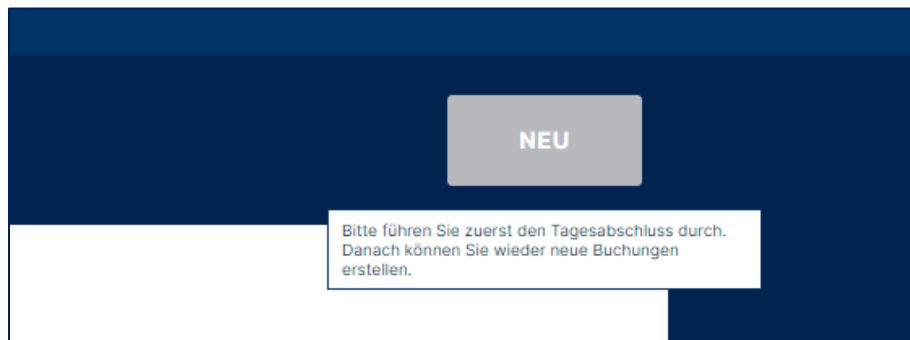 NEU
Bitte führen Sie zuerst den Tagesabschluss durch.
Danach können Sie wieder neue Buchungen
erstellen.